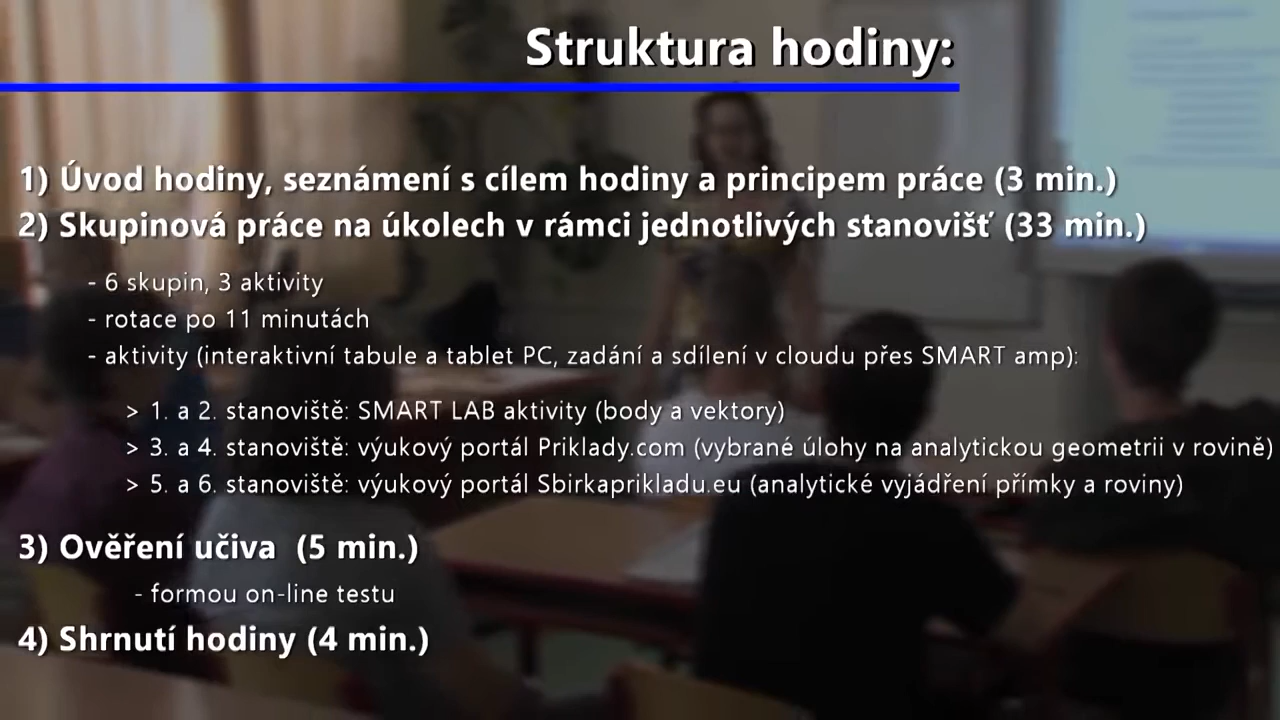 Struktura hodiny:
1) Úvod hodiny, seznámení s cílem hodiny a principem práce (3 min.)
2) Skupinová práce na úkolech v rámci jednotlivých stanovišť (33 min.)
- 6 skupin, 3 aktivity
- rotace po 11 minutách
- aktivity (interaktivní tabule a tablet PC, zadání a sdílení v cloudu přes SMART amp):
> 1. a 2. stanoviště: SMART LAB aktivity (body a vektory)
> 3. a 4. stanoviště: výukový portál Priklady.com (vybrané úlohy na analytickou geometrii v rovině)
> 5. a 6. stanoviště: výukový portál Sbirkaprikladu.eu (analytické vyjádření přímky a roviny)
3) Ověření učiva  (5 min.)
- formou on-line testu
4) Shrnutí hodiny (4 min.)